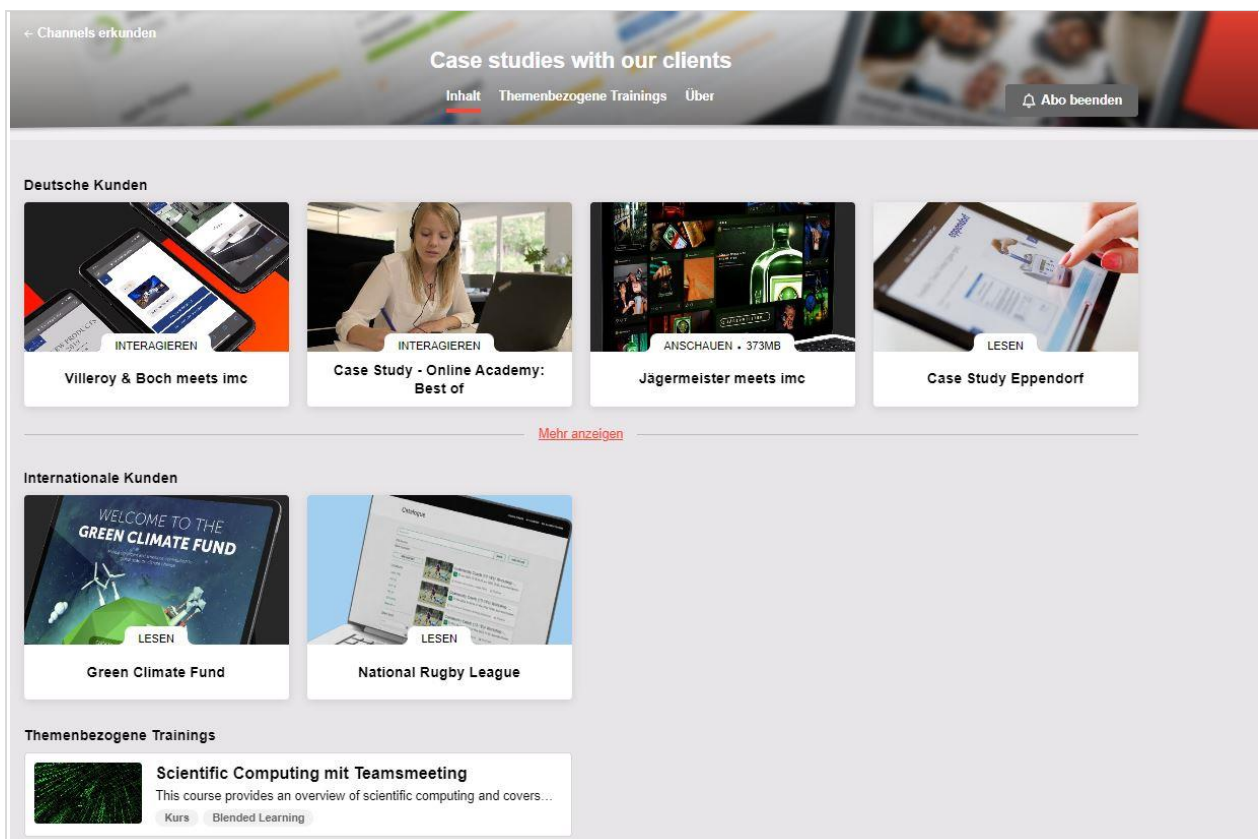 ← Channels erkunden
Case studies with our clients
Inhalt Themenbezogene Trainings Über
Abo beenden
Deutsche Kunden
INTERAGIEREN
Villeroy & Boch meets imc
INTERAGIEREN
Case Study - Online Academy:
Best of
ANSCHAUEN • 373MB
Jägermeister meets imc
eppendorf
LESEN
Case Study Eppendorf
Mehr anzeigen
Internationale Kunden
WELCOME TO THE
GREEN CLIMATE FUND
LESEN
Green Climate Fund
Catalogue
LESEN
National Rugby League
Themenbezogene Trainings
Scientific Computing mit Teamsmeeting
This course provides an overview of scientific computing and covers…
Kurs Blended Learning